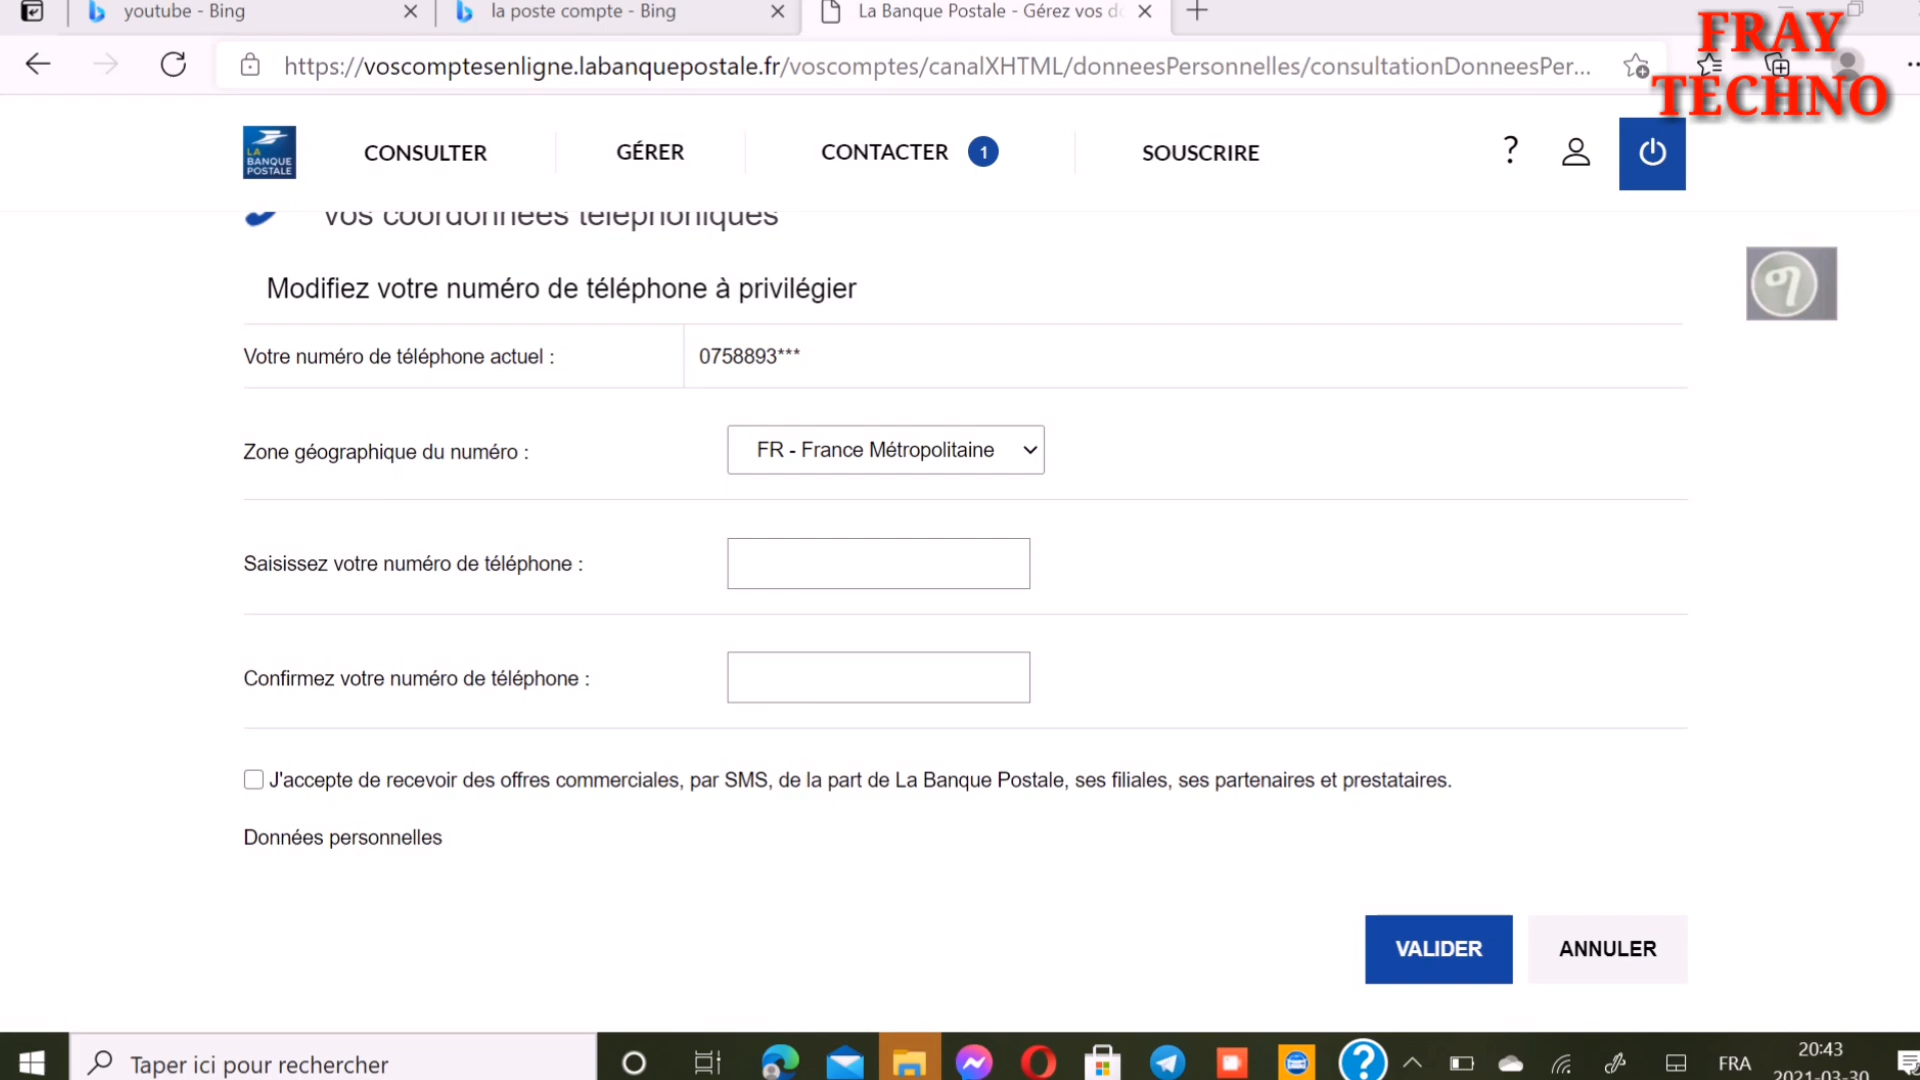 youtube - Bing
la poste compte - Bing
La Banque Postale - Gérez vos d
https://voscomptesenligne.labanquepostale.fr/voscomptes/canalXHTML/donneesPersonnelles/consultationDonneesPer...
FRAY
TECHNO
LA
BANQUE
POSTALE
CONSULTER
GÉRER
CONTACTER 1
SOUSCRIRE
?
Vos coordonnées téléphoniques
Modifiez votre numéro de téléphone à privilégier
Votre numéro de téléphone actuel : 0758893***
Zone géographique du numéro : FR - France Métropolitaine
Saisissez votre numéro de téléphone :
Confirmez votre numéro de téléphone :
J'accepte de recevoir des offres commerciales, par SMS, de la part de La Banque Postale, ses filiales, ses partenaires et prestataires.
Données personnelles
VALIDER
ANNULER
Taper ici pour rechercher
?
FRA
20:43
2021-03-30